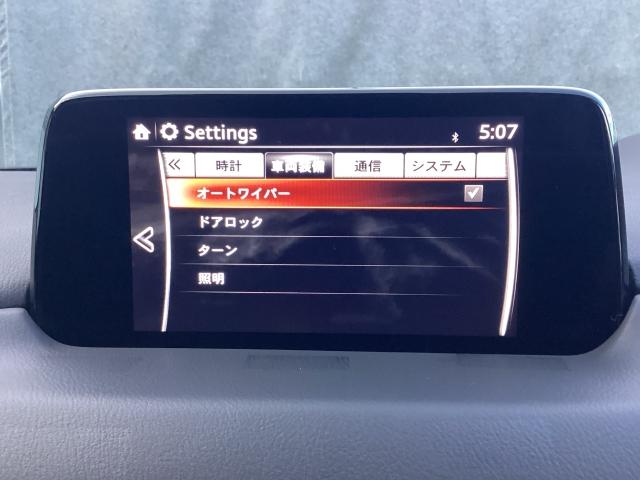 Settings 5:07
時計 車両装備 通信 システム
オートワイパー
ドアロック
ターン
照明